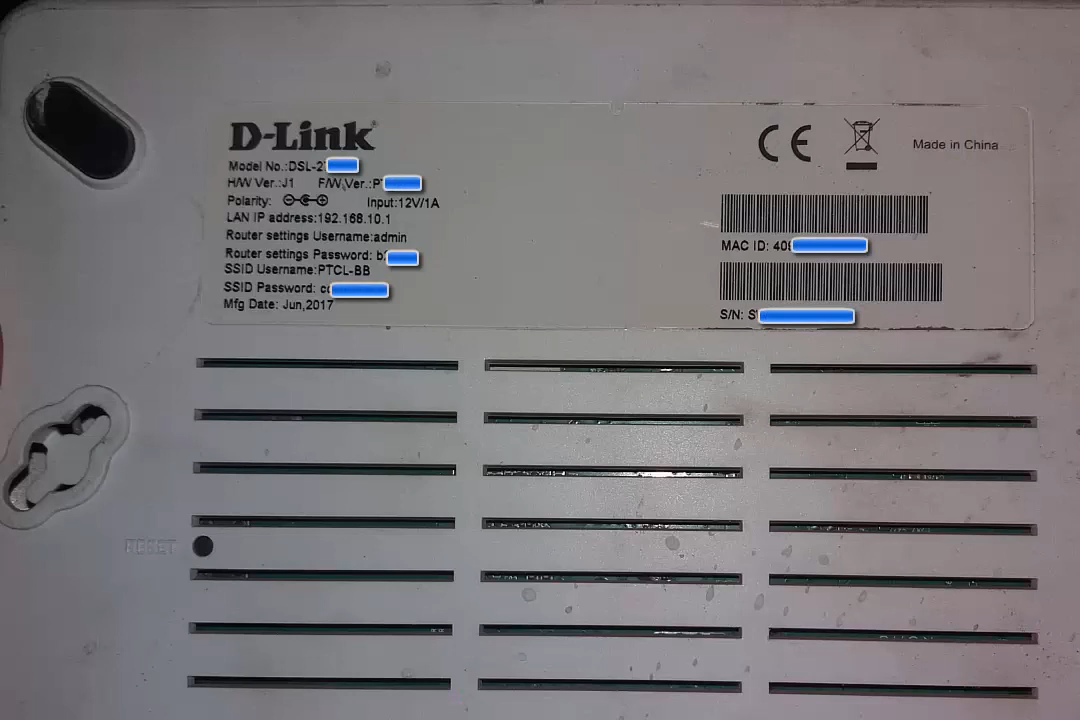 D-Link
Model No.:DSL-2
H/W Ver.:J1 F/W Ver.:P
Polarity: Input:12V/1A
LAN IP address:192.168.10.1
Router settings Username:admin
Router settings Password: b
SSID Username:PTCL-BB
SSID Password: c
Mfg Date: Jun,2017
CE
Made in China
MAC ID: 40
S/N: S
RESET